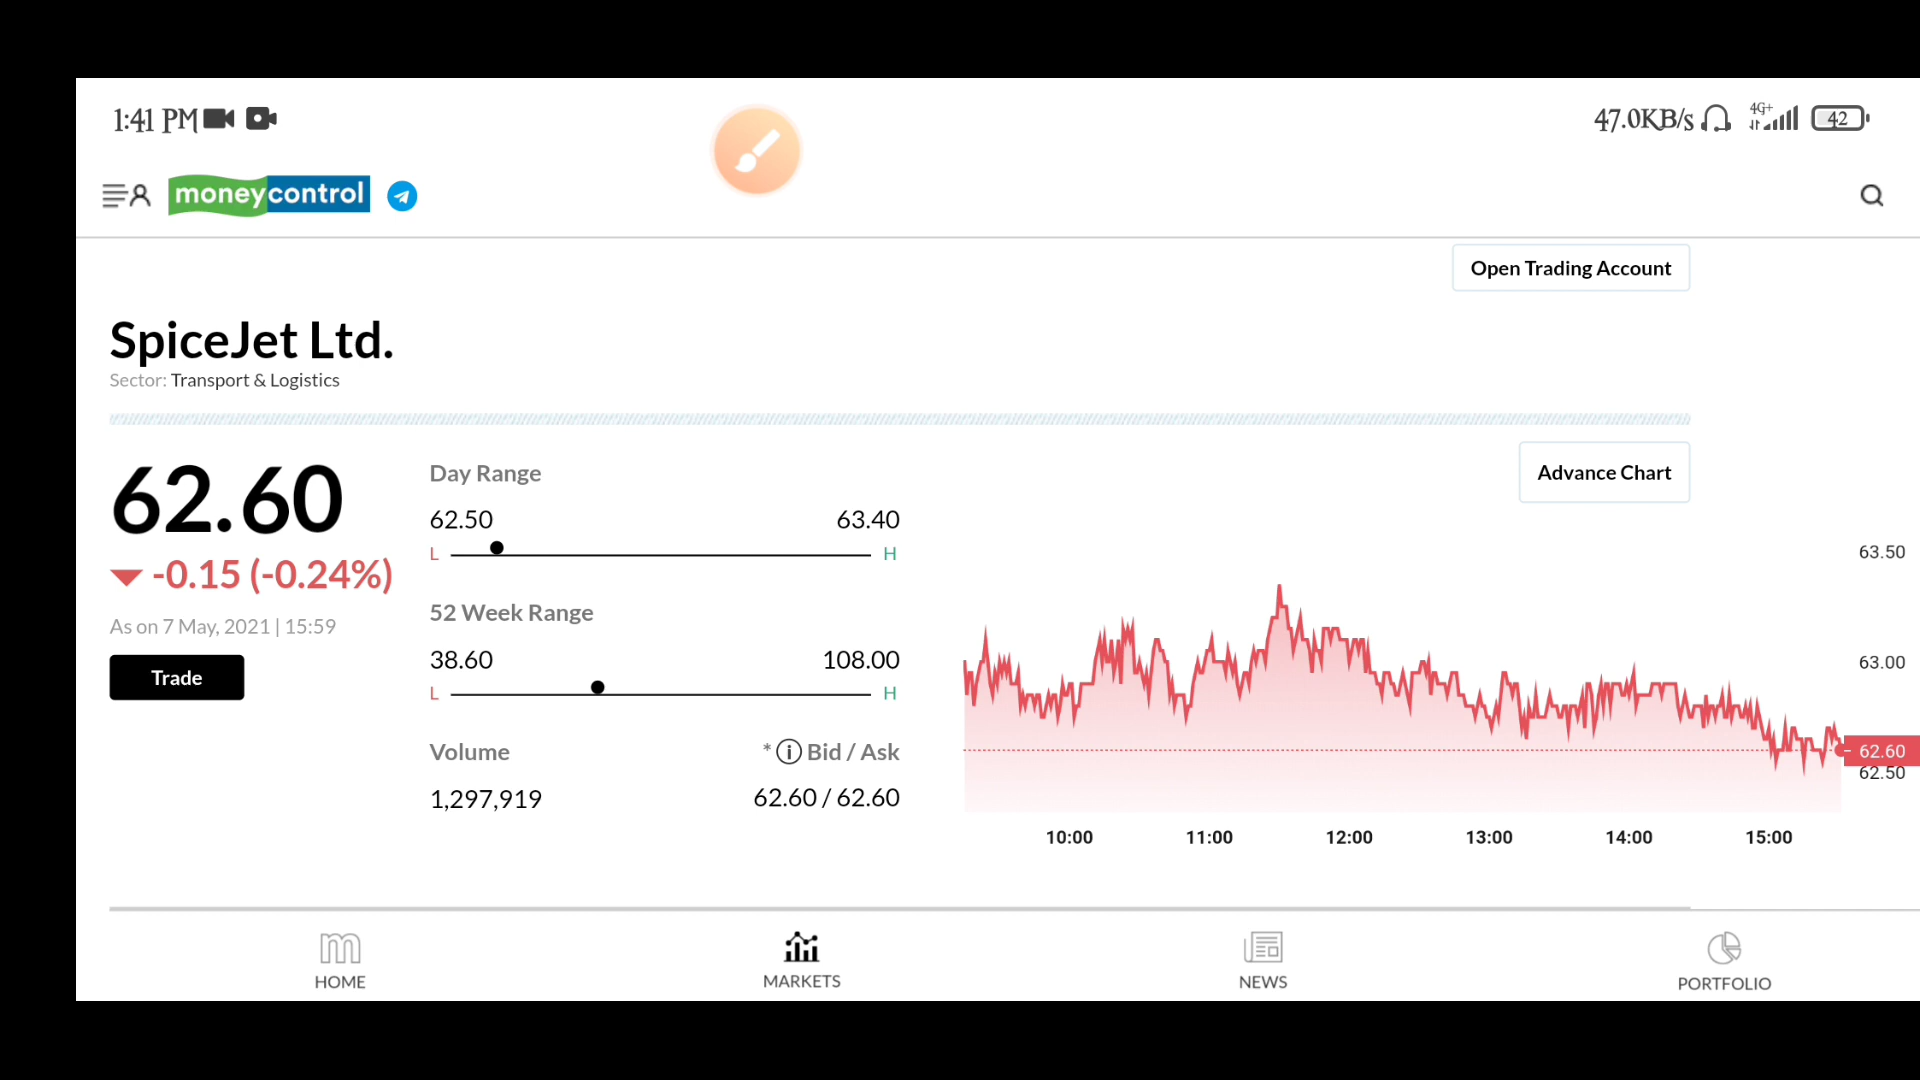 1:41 PM
47.0KB/s 4G+ 42
moneycontrol
Open Trading Account
SpiceJet Ltd.
Sector: Transport & Logistics
62.60
-0.15 (-0.24%)
As on 7 May, 2021 | 15:59
Trade
Day Range
62.50 63.40
L H
52 Week Range
38.60 108.00
L H
Volume * i Bid / Ask
1,297,919 62.60 / 62.60
Advance Chart
63.50
63.00
62.60
62.50
10:00 11:00 12:00 13:00 14:00 15:00
m
HOME MARKETS NEWS PORTFOLIO